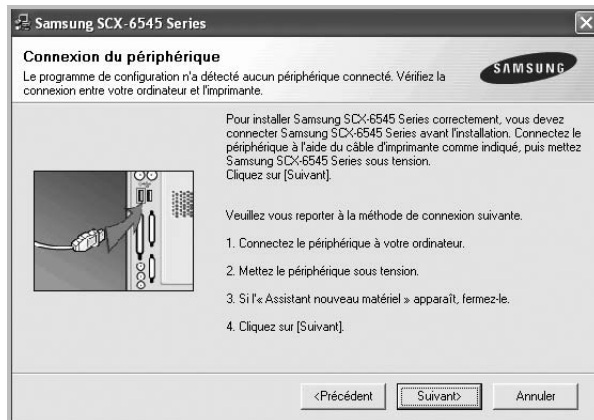 Samsung SCX-6545 Series
Connexion du périphérique
Le programme de configuration n'a détecté aucun périphérique connecté. Vérifiez la
connexion entre votre ordinateur et l'imprimante.
SAMSUNG
Pour installer Samsung SCX-6545 Series correctement, vous devez
connecter Samsung SCX-6545 Series avant l'installation. Connectez le
périphérique à l'aide du câble d'imprimante comme indiqué, puis mettez
Samsung SCX-6545 Series sous tension.
Cliquez sur [Suivant].
Veuillez vous reporter à la méthode de connexion suivante.
1. Connectez le périphérique à votre ordinateur.
2. Mettez le périphérique sous tension.
3. Si l'« Assistant nouveau matériel » apparaît, fermez-le.
4. Cliquez sur [Suivant].
<Précédent
Suivant>
Annuler